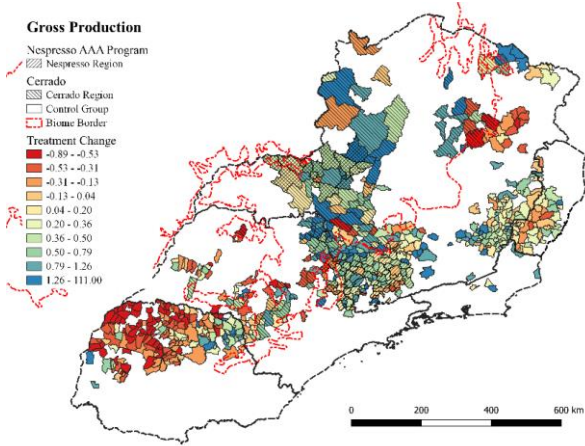 Gross Production
Nespresso AAA Program
Nespresso Region
Cerrado
Cerrado Region
Control Group
Biome Border
Treatment Change
-0.89 - -0.53
-0.53 - -0.31
-0.31 - -0.13
-0.13 - 0.04
0.04 - 0.20
0.20 - 0.36
0.36 - 0.50
0.50 - 0.79
0.79 - 1.26
1.26 - 111.00
0 200 400 600 km